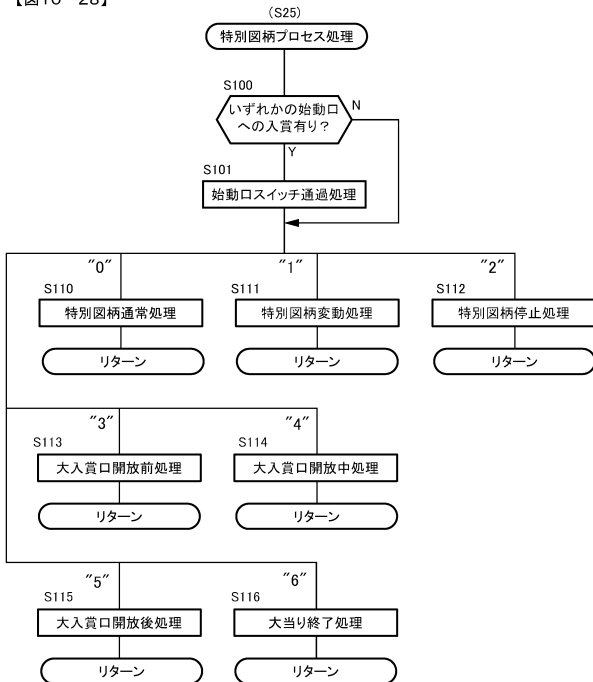 【図10-28】
(S25)
特別図柄プロセス処理
S100
いずれかの始動口
への入賞有り？
N
Y
S101
始動口スイッチ通過処理
"0"
"1"
"2"
S110
S111
S112
特別図柄通常処理
特別図柄変動処理
特別図柄停止処理
リターン
リターン
リターン
"3"
"4"
S113
S114
大入賞口開放前処理
大入賞口開放中処理
リターン
リターン
"5"
"6"
S115
S116
大入賞口開放後処理
大当り終了処理
リターン
リターン